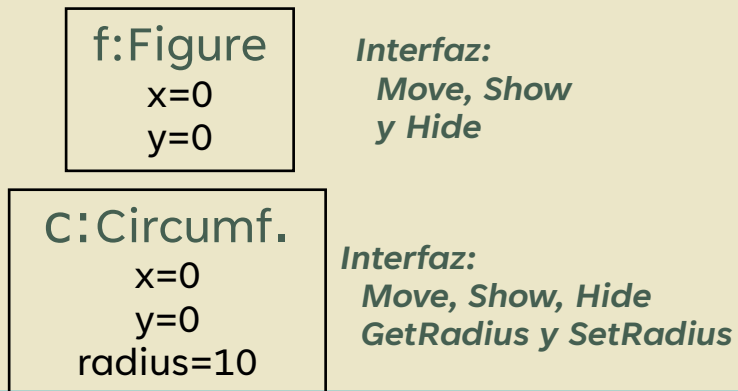 f:Figure
x=0
y=0
Interfaz:
Move, Show
y Hide
c:Circumf.
x=0
y=0
radius=10
Interfaz:
Move, Show, Hide
GetRadius y SetRadius